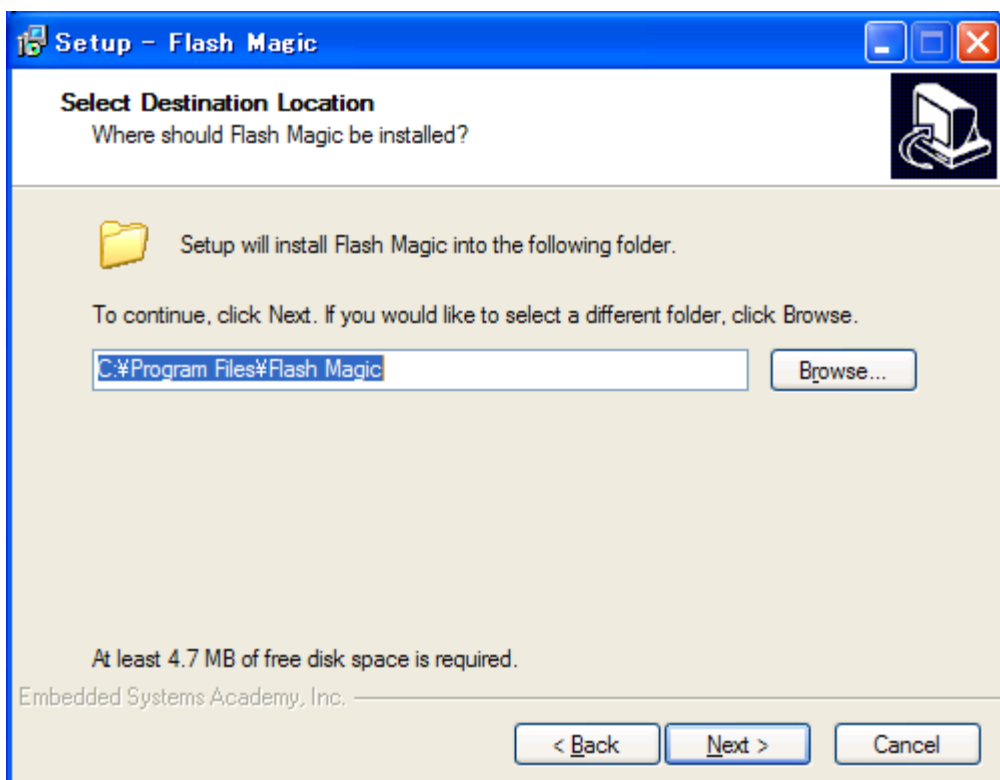 Setup - Flash Magic
Select Destination Location
Where should Flash Magic be installed?
Setup will install Flash Magic into the following folder.
To continue, click Next. If you would like to select a different folder, click Browse.
C:¥Program Files¥Flash Magic
Browse...
At least 4.7 MB of free disk space is required.
Embedded Systems Academy, Inc.
< Back
Next >
Cancel